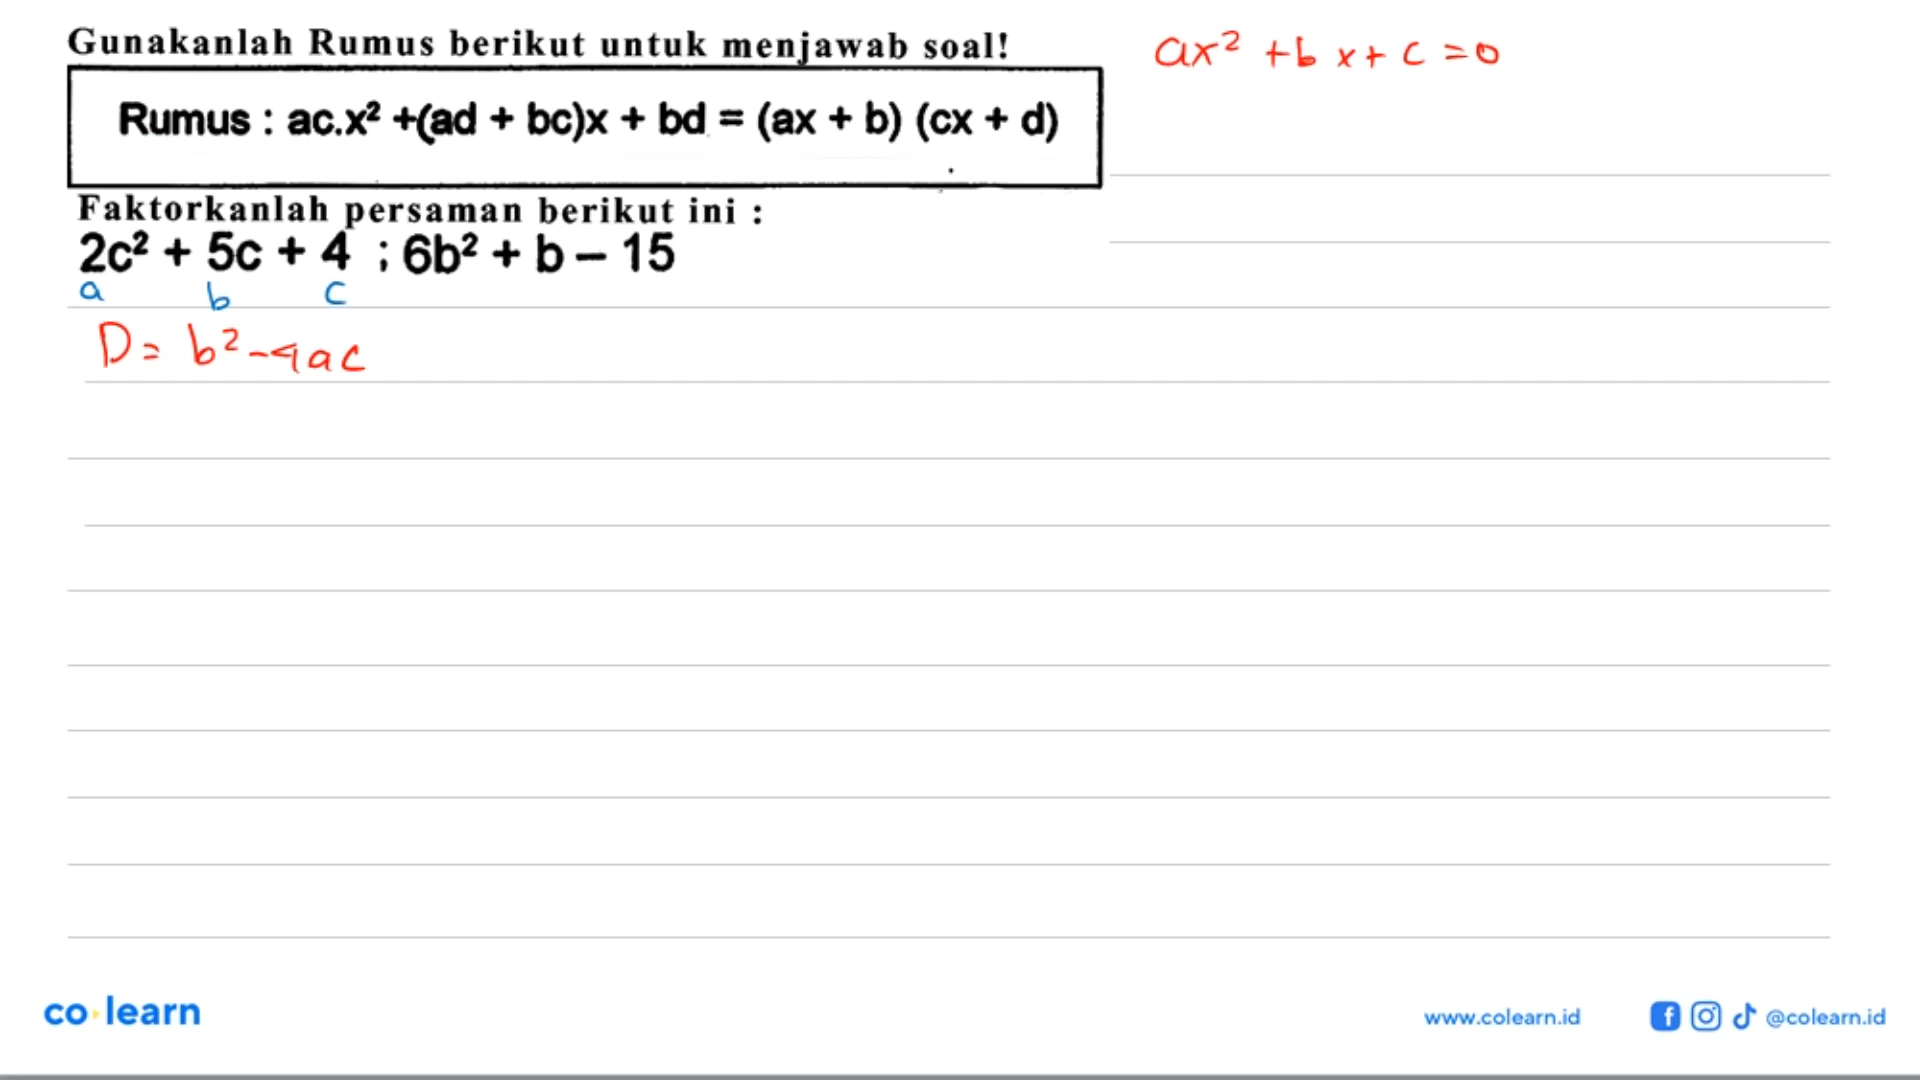 Gunakanlah Rumus berikut untuk menjawab soal!
ax² + bx + c = 0
Rumus : ac.x² +(ad + bc)x + bd = (ax + b) (cx + d)
Faktorkanlah persaman berikut ini :
2c² + 5c + 4 ; 6b² + b – 15
a b c
D = b² - 4ac
co learn
www.colearn.id @colearn.id